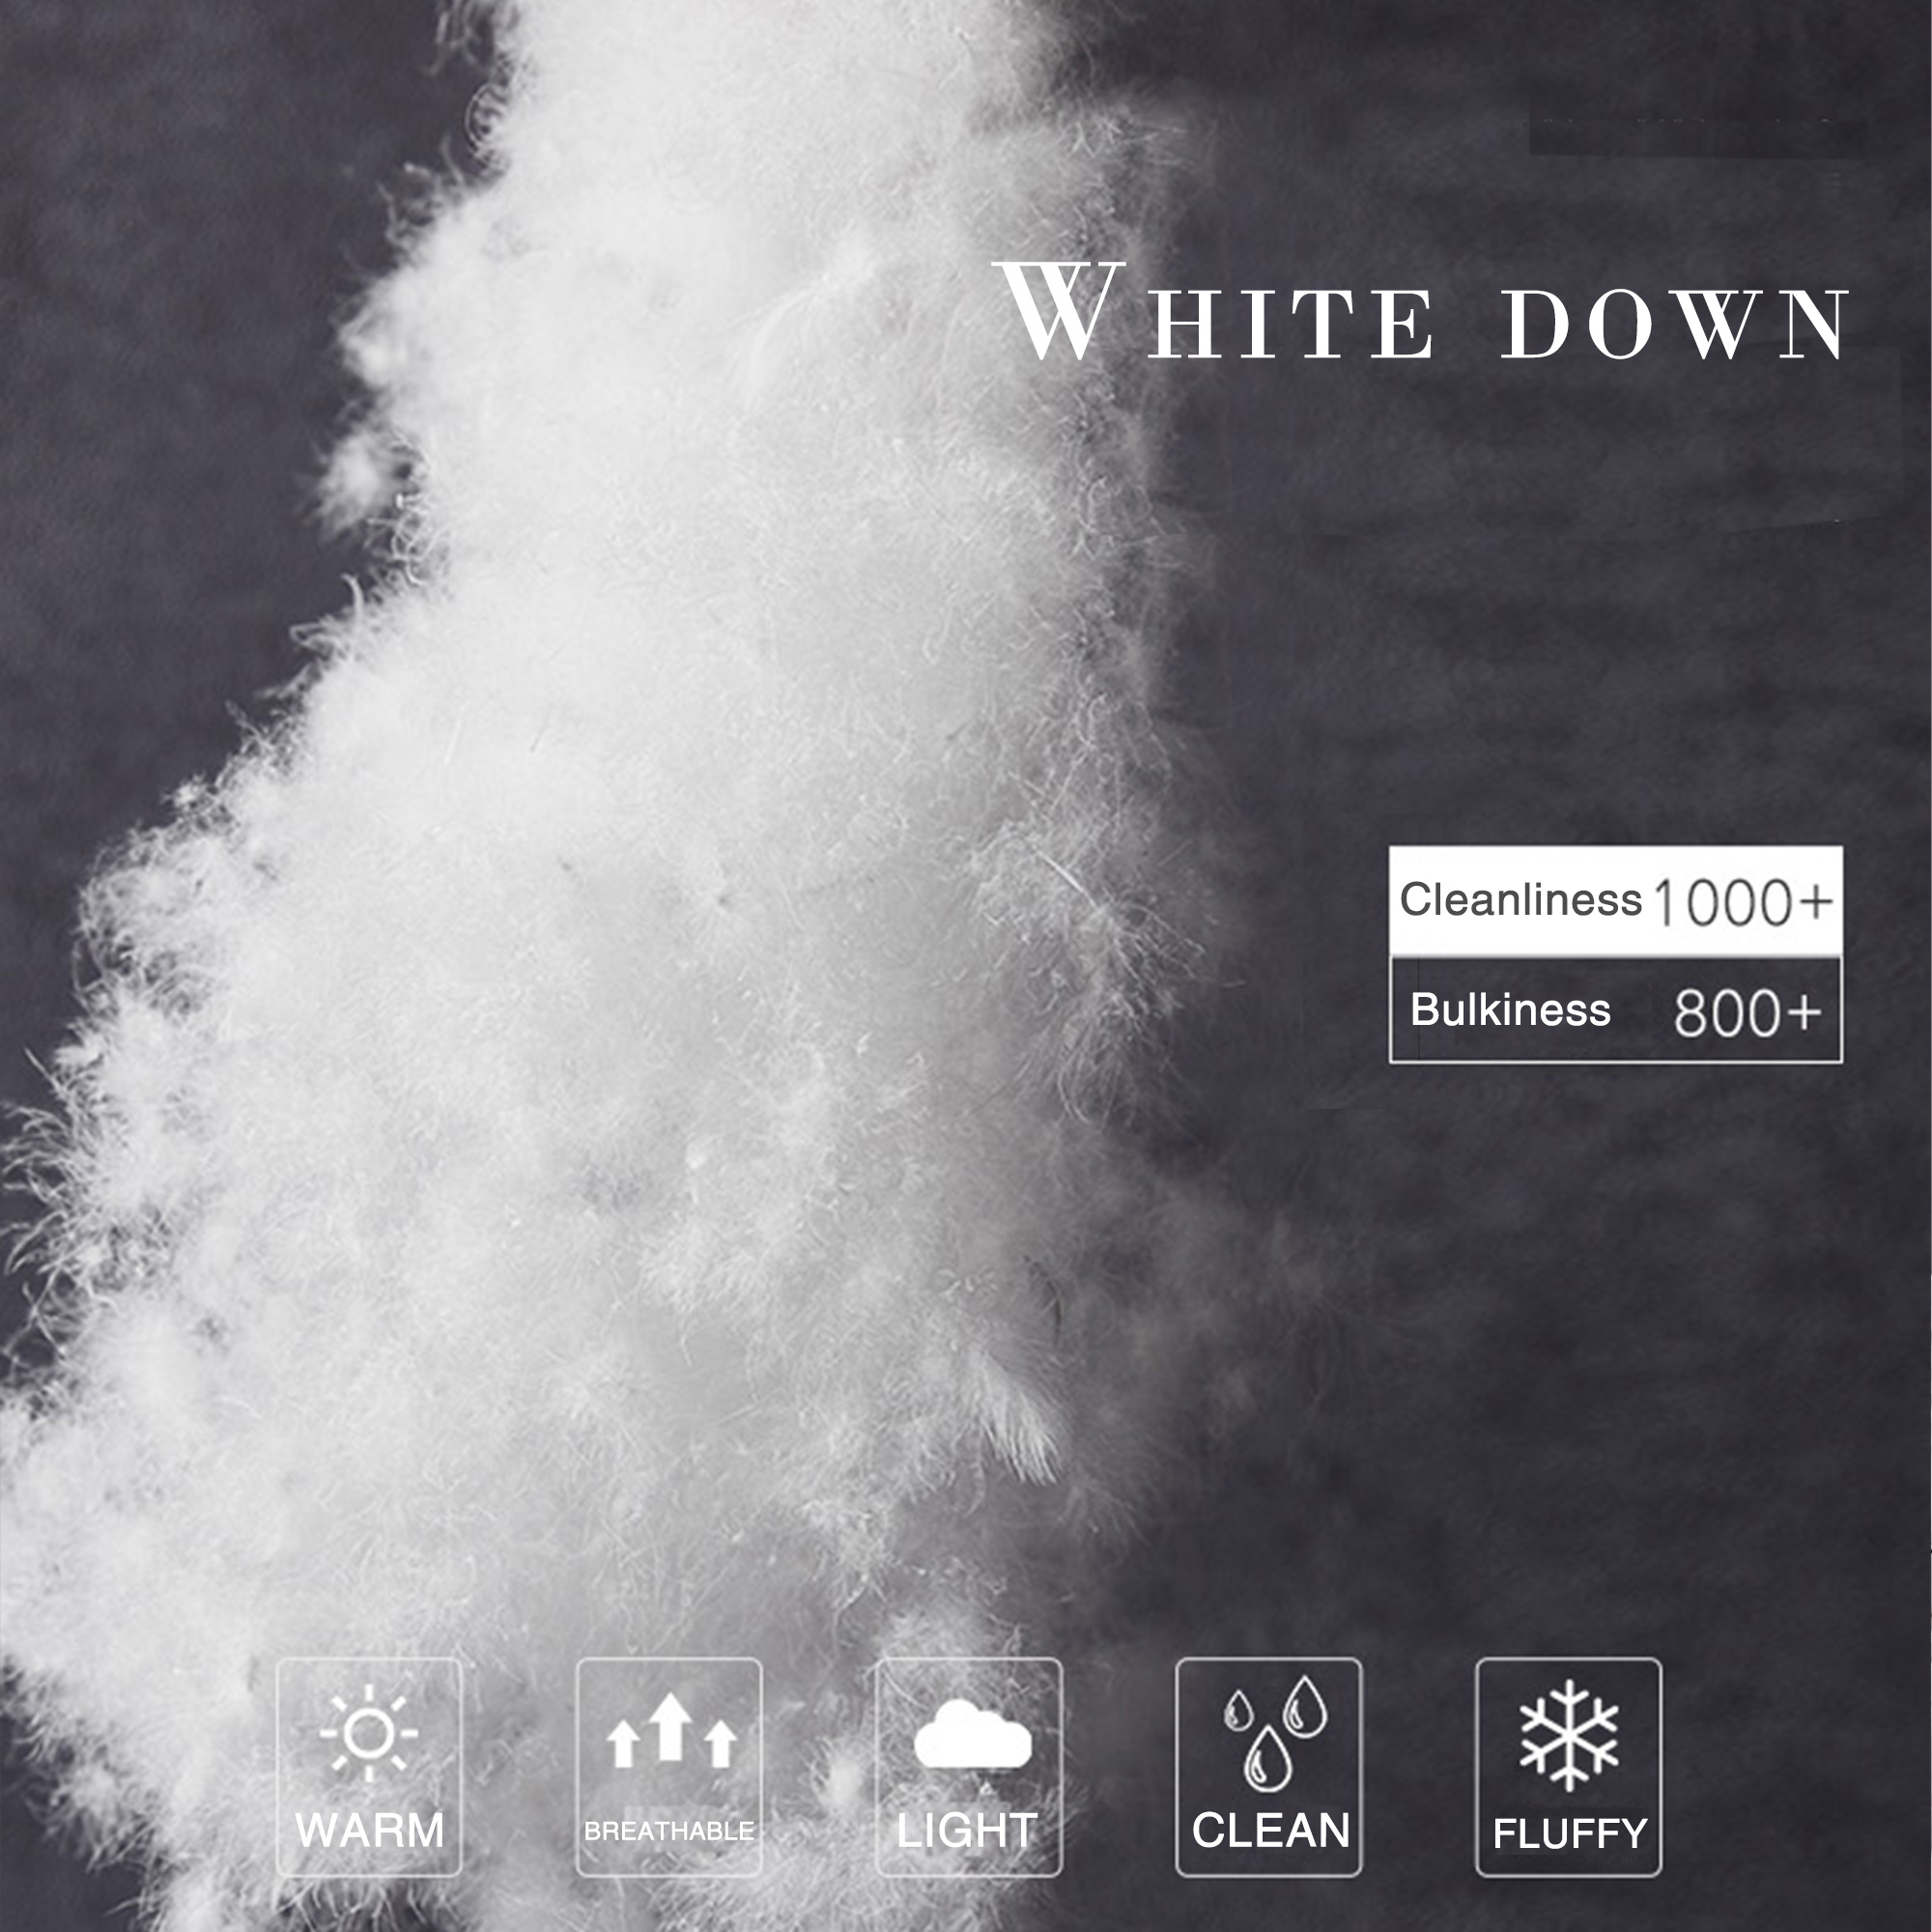 WHITE DOWN
Cleanliness 1000+
Bulkiness 800+
WARM
BREATHABLE
LIGHT
CLEAN
FLUFFY